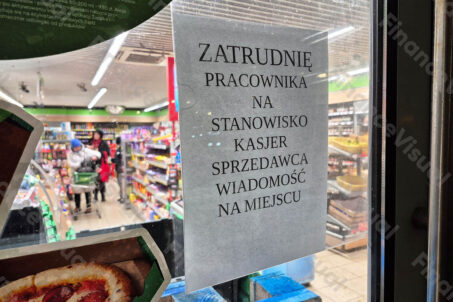 ZATRUDNIĘ
PRACOWNIKA
NA
STANOWISKO
KASJER
SPRZEDAWCA
WIADOMOŚĆ
NA MIEJSCU